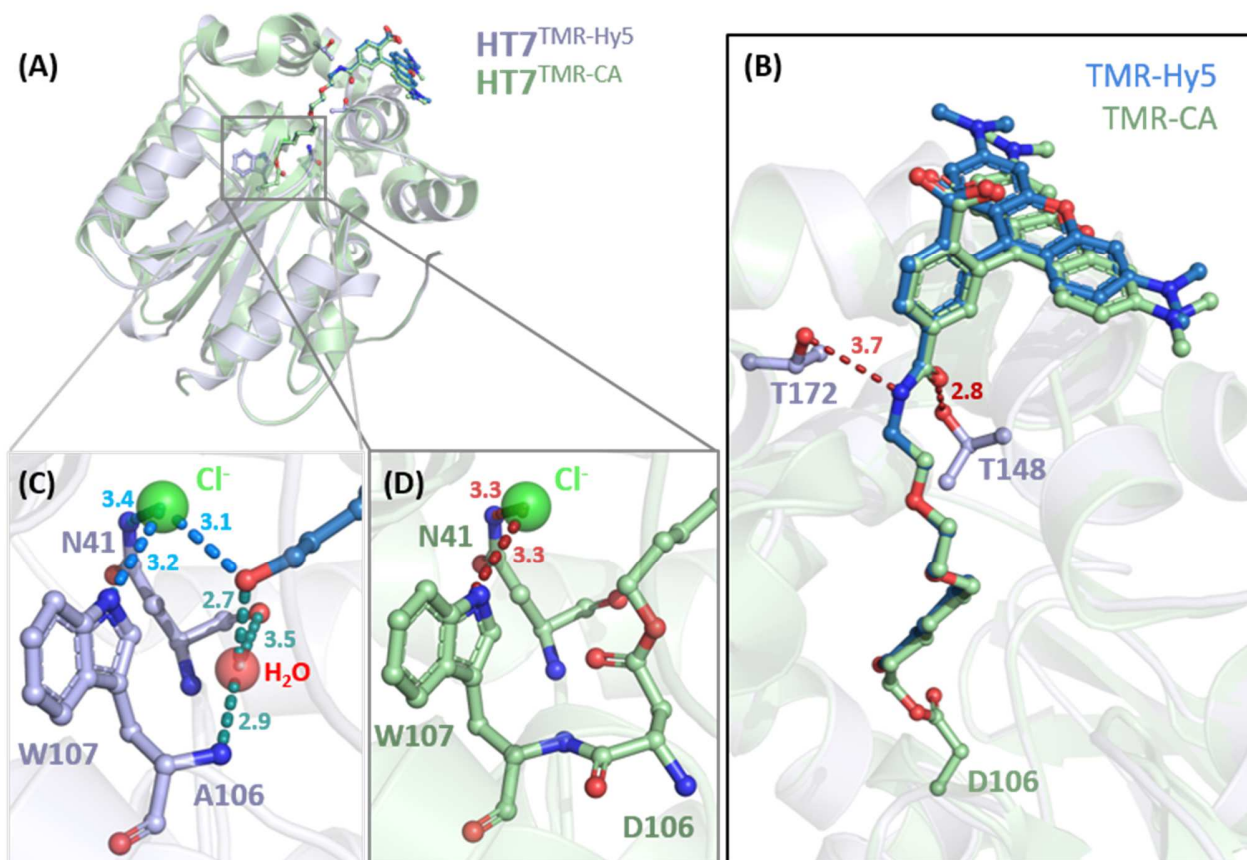 (A)
HT7TMR-Hy5
HT7TMR-CA
(B)
TMR-Hy5
TMR-CA
3.7
T172
2.8
T148
D106
(C)
Cl-
3.4
3.1
N41
3.2
2.7
3.5
H2O
2.9
W107
A106
(D)
Cl-
3.3
N41
3.3
W107
D106